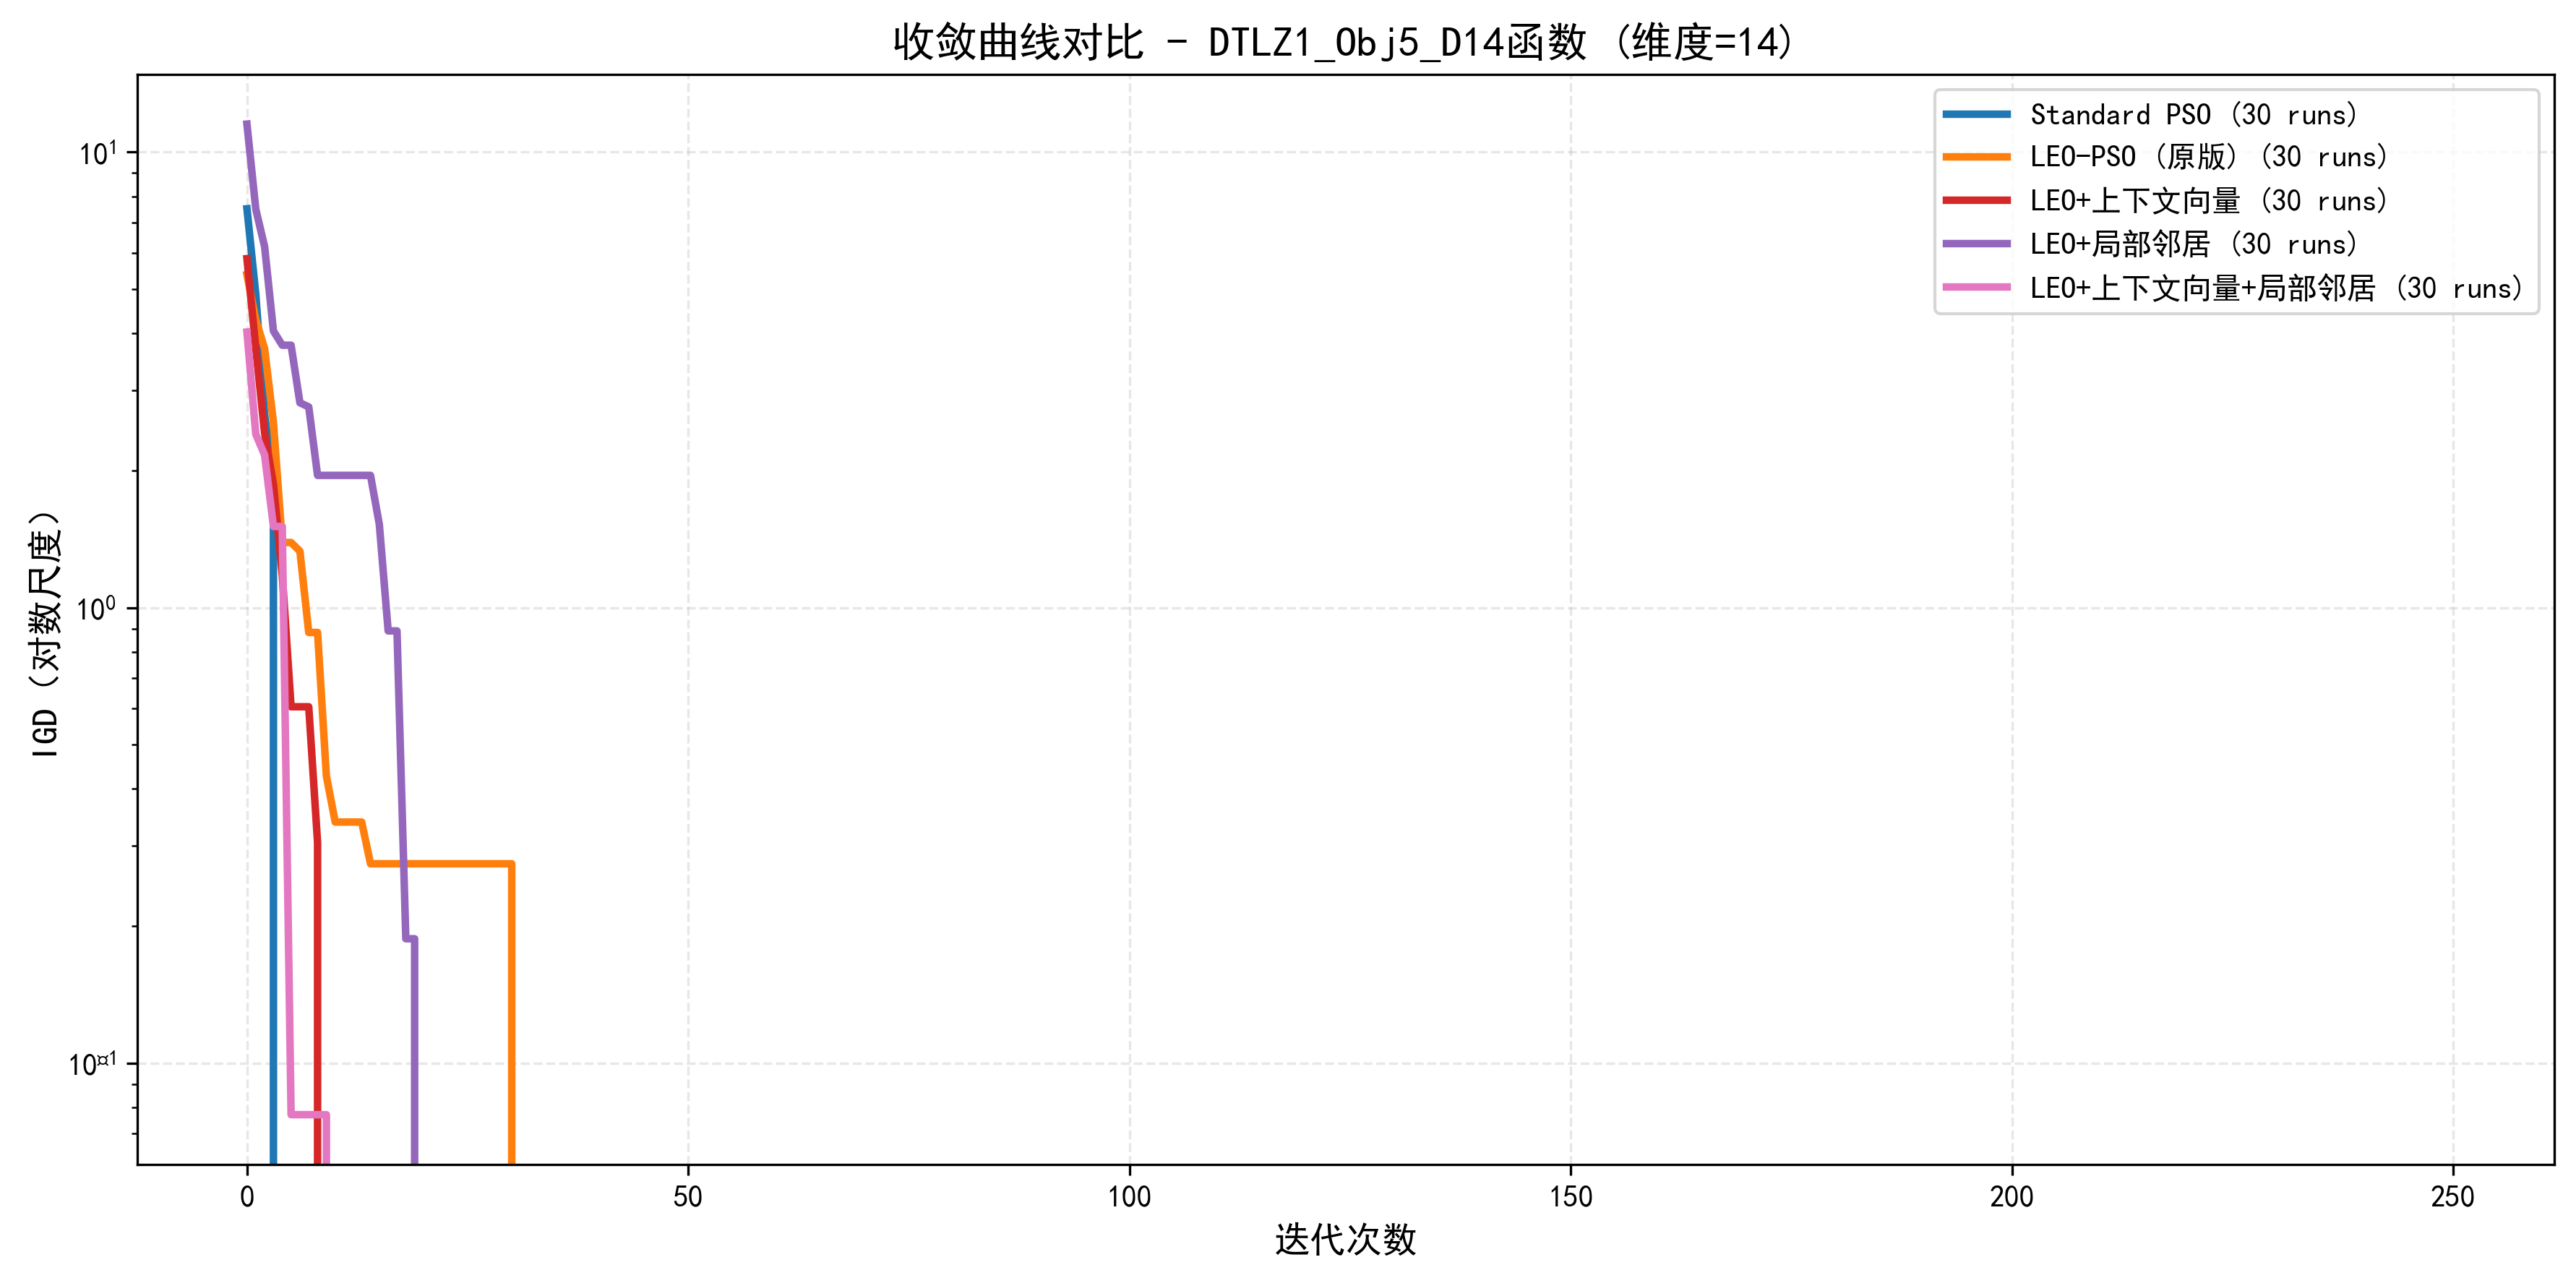 收敛曲线对比 - DTLZ1_Obj5_D14函数 (维度=14)
Standard PSO (30 runs)
LEO-PSO (原版) (30 runs)
LEO+上下文向量 (30 runs)
LEO+局部邻居 (30 runs)
LEO+上下文向量+局部邻居 (30 runs)
IGD (对数尺度)
10¹
10⁰
10¤¹
0
50
100
150
200
250
迭代次数